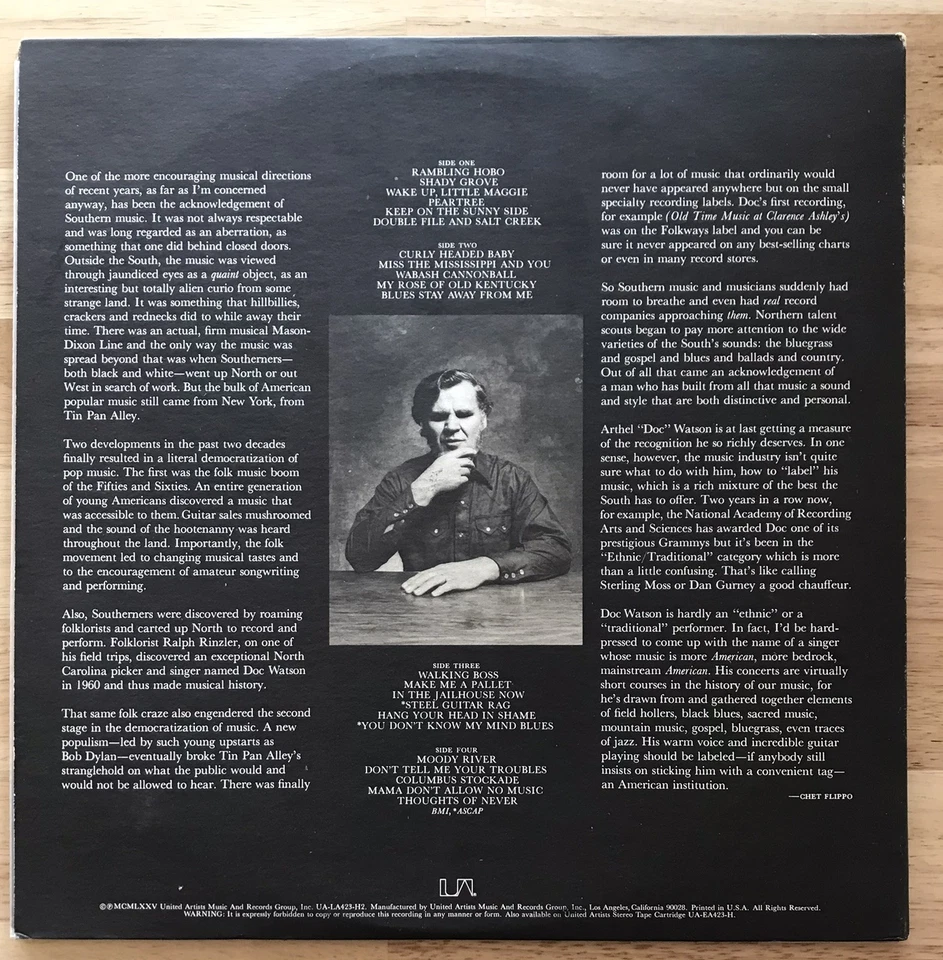 One of the more encouraging musical directions
of recent years, as far as I'm concerned
anyway, has been the acknowledgement of
Southern music. It was not always respectable
and was long regarded as an aberration, as
something that one did behind closed doors.
Outside the South, the music was viewed
through jaundiced eyes as a quaint object, as an
interesting but totally alien curio from some
strange land. It was something that hillbillies,
crackers and rednecks did to while away their
time. There was an actual, firm musical Mason-
Dixon Line and the only way the music was
spread beyond that was when Southerners—
both black and white—went up North or out
West in search of work. But the bulk of American
popular music still came from New York, from
Tin Pan Alley.
Two developments in the past two decades
finally resulted in a literal democratization of
pop music. The first was the folk music boom
of the Fifties and Sixties. An entire generation
of young Americans discovered a music that
was accessible to them. Guitar sales mushroomed
and the sound of the hootenanny was heard
throughout the land. Importantly, the folk
movement led to changing musical tastes and
to the encouragement of amateur songwriting
and performing.
Also, Southerners were discovered by roaming
folklorists and carted up North to record and
perform. Folklorist Ralph Rinzler, on one of
his field trips, discovered an exceptional North
Carolina picker and singer named Doc Watson
in 1960 and thus made musical history.
That same folk craze also engendered the second
stage in the democratization of music. A new
populism—led by such young upstarts as
Bob Dylan—eventually broke Tin Pan Alley's
stranglehold on what the public would and
would not be allowed to hear. There was finally
SIDE ONE
RAMBLING HOBO
SHADY GROVE
WAKE UP, LITTLE MAGGIE
PEARTREE
KEEP ON THE SUNNY SIDE
DOUBLE FILE AND SALT CREEK
SIDE TWO
CURLY HEADED BABY
MISS THE MISSISSIPPI AND YOU
WABASH CANNONBALL
MY ROSE OF OLD KENTUCKY
BLUES STAY AWAY FROM ME
SIDE THREE
WALKING BOSS
MAKE ME A PALLET
IN THE JAILHOUSE NOW
*STEEL GUITAR RAG
HANG YOUR HEAD IN SHAME
*YOU DON'T KNOW MY MIND BLUES
SIDE FOUR
MOODY RIVER
DON'T TELL ME YOUR TROUBLES
COLUMBUS STOCKADE
MAMA DON'T ALLOW NO MUSIC
THOUGHTS OF NEVER
BMI, *ASCAP
room for a lot of music that ordinarily would
never have appeared anywhere but on the small
specialty recording labels. Doc's first recording,
for example (Old Time Music at Clarence Ashley's)
was on the Folkways label and you can be
sure it never appeared on any best-selling charts
or even in many record stores.
So Southern music and musicians suddenly had
room to breathe and even had real record
companies approaching them. Northern talent
scouts began to pay more attention to the wide
varieties of the South's sounds: the bluegrass
and gospel and blues and ballads and country.
Out of all that came an acknowledgement of
a man who has built from all that music a sound
and style that are both distinctive and personal.
Arthel "Doc" Watson is at last getting a measure
of the recognition he so richly deserves. In one
sense, however, the music industry isn't quite
sure what to do with him, how to "label" his
music, which is a rich mixture of the best the
South has to offer. Two years in a row now,
for example, the National Academy of Recording
Arts and Sciences has awarded Doc one of its
prestigious Grammys but it's been in the
"Ethnic/Traditional" category which is more
than a little confusing. That's like calling
Sterling Moss or Dan Gurney a good chauffeur.
Doc Watson is hardly an "ethnic" or a
"traditional" performer. In fact, I'd be hard-
pressed to come up with the name of a singer
whose music is more American, more bedrock,
mainstream American. His concerts are virtually
short courses in the history of our music, for
he's drawn from and gathered together elements
of field hollers, black blues, sacred music,
mountain music, gospel, bluegrass, even traces
of jazz. His warm voice and incredible guitar
playing should be labeled—if anybody still
insists on sticking him with a convenient tag—
an American institution.
—CHET FLIPPO
UA
©℗MCMLXXV United Artists Music And Records Group, Inc. UA-LA423-H2. Manufactured by United Artists Music And Records Group, Inc., Los Angeles, California 90028. Printed in U.S.A. All Rights Reserved.
WARNING: It is expressly forbidden to copy or reproduce this recording in any manner or form. Also available on United Artists Stereo Tape Cartridge UA-EA423-H.